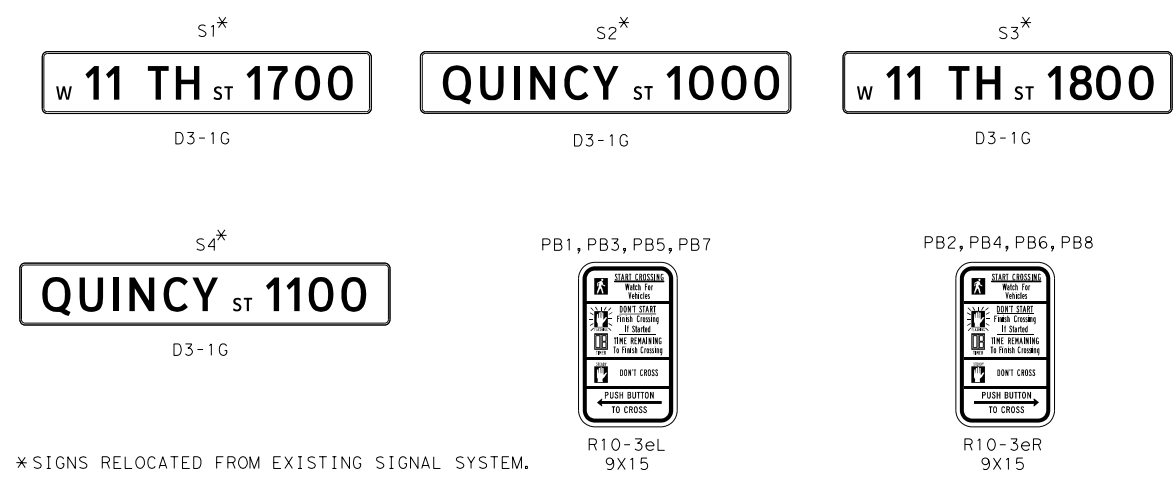 S1*
W 11 TH ST 1700
D3-1G
S2*
QUINCY ST 1000
D3-1G
S3*
W 11 TH ST 1800
D3-1G
S4*
QUINCY ST 1100
D3-1G
PB1,PB3,PB5,PB7
START CROSSING
Watch For
Vehicles
DON'T START
Finish Crossing
If Started
TIME REMAINING
To Finish Crossing
TIMER
DON'T CROSS
PUSH BUTTON
TO CROSS
R10-3eL
9X15
PB2,PB4,PB6,PB8
START CROSSING
Watch For
Vehicles
DON'T START
Finish Crossing
If Started
TIME REMAINING
To Finish Crossing
TIMER
DON'T CROSS
PUSH BUTTON
TO CROSS
R10-3eR
9X15
*SIGNS RELOCATED FROM EXISTING SIGNAL SYSTEM.